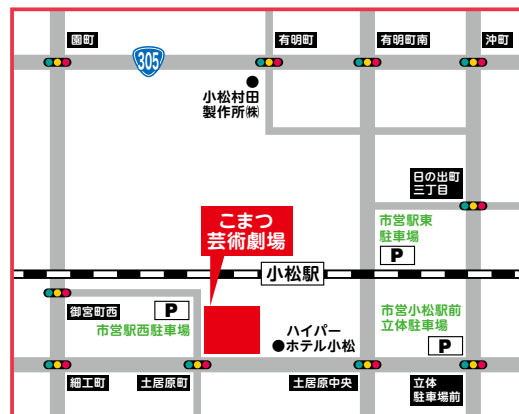 園町
305
有明町
有明町南
沖町
小松村田
製作所㈱
日の出町
三丁目
こまつ
芸術劇場
市営駅東
駐車場
P
小松駅
御宮町西
P
市営駅西駐車場
ハイパー
●ホテル小松
市営小松駅前
立体駐車場
P
細工町
土居原町
土居原中央
立体
駐車場前